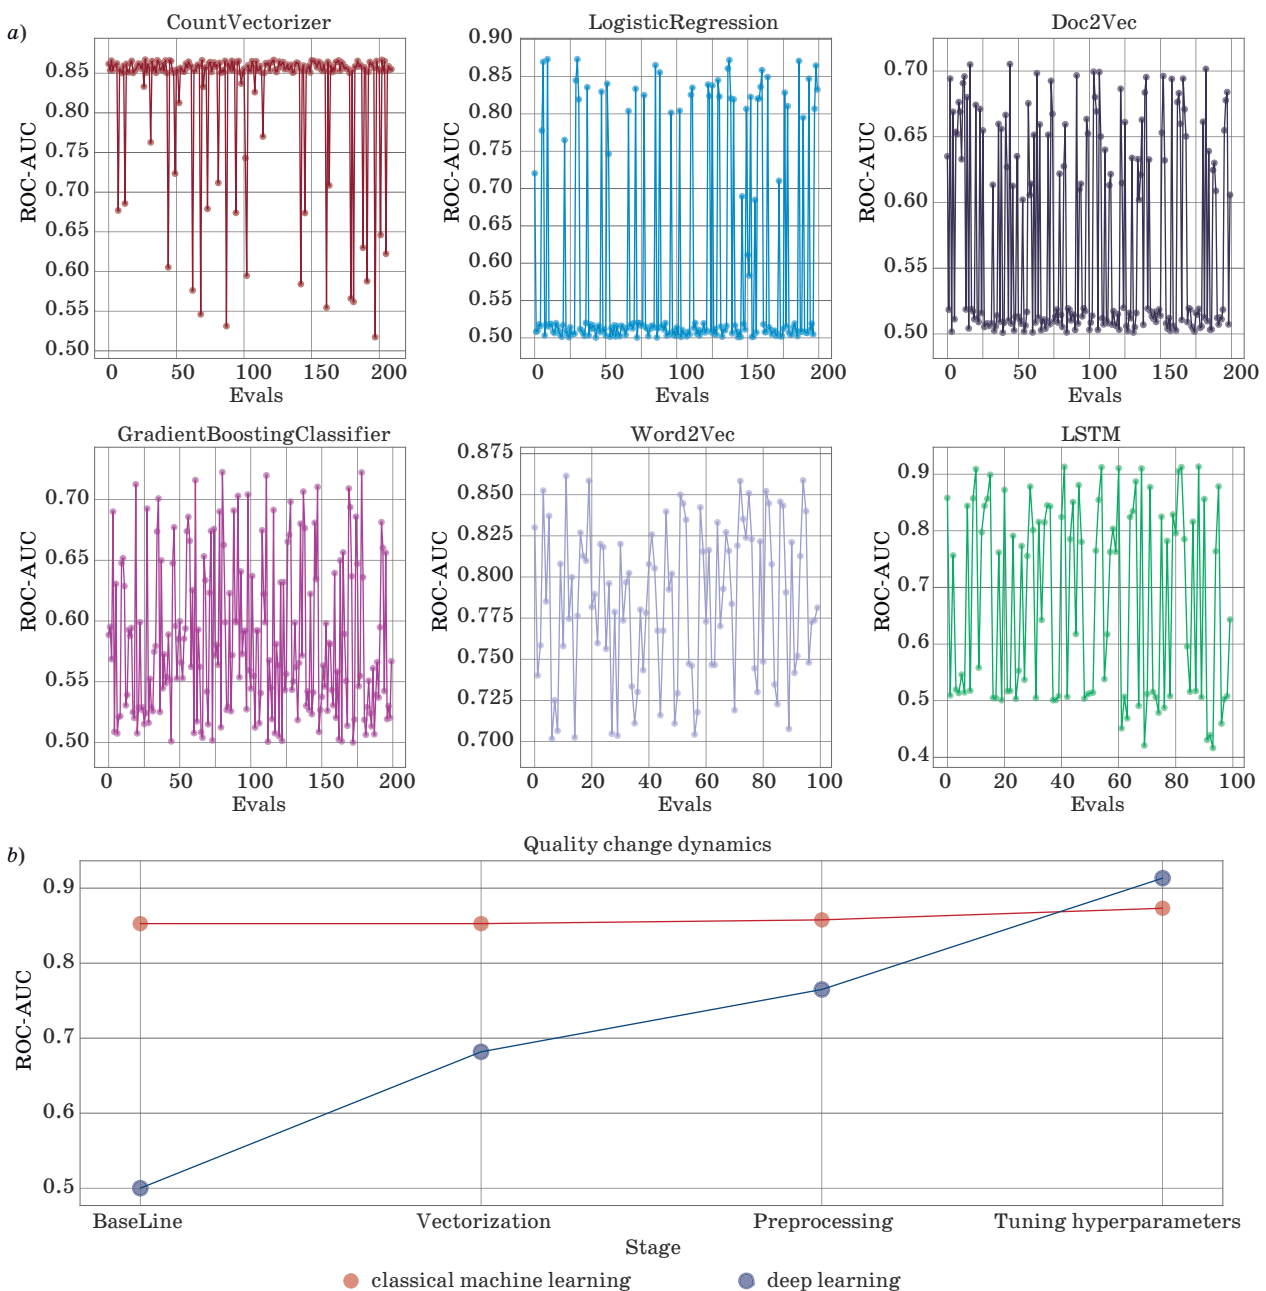 a)
CountVectorizer
ROC-AUC
0.85
0.80
0.75
0.70
0.65
0.60
0.55
0.50
0 50 100 150 200
Evals
LogisticRegression
ROC-AUC
0.90
0.85
0.80
0.75
0.70
0.65
0.60
0.55
0.50
0 50 100 150 200
Evals
Doc2Vec
ROC-AUC
0.70
0.65
0.60
0.55
0.50
0 50 100 150 200
Evals
GradientBoostingClassifier
ROC-AUC
0.70
0.65
0.60
0.55
0.50
0 50 100 150 200
Evals
Word2Vec
ROC-AUC
0.875
0.850
0.825
0.800
0.775
0.750
0.725
0.700
0 20 40 60 80 100
Evals
LSTM
ROC-AUC
0.9
0.8
0.7
0.6
0.5
0.4
0 20 40 60 80 100
Evals
b)
Quality change dynamics
ROC-AUC
0.9
0.8
0.7
0.6
0.5
BaseLine Vectorization Preprocessing Tuning hyperparameters
Stage
classical machine learning deep learning